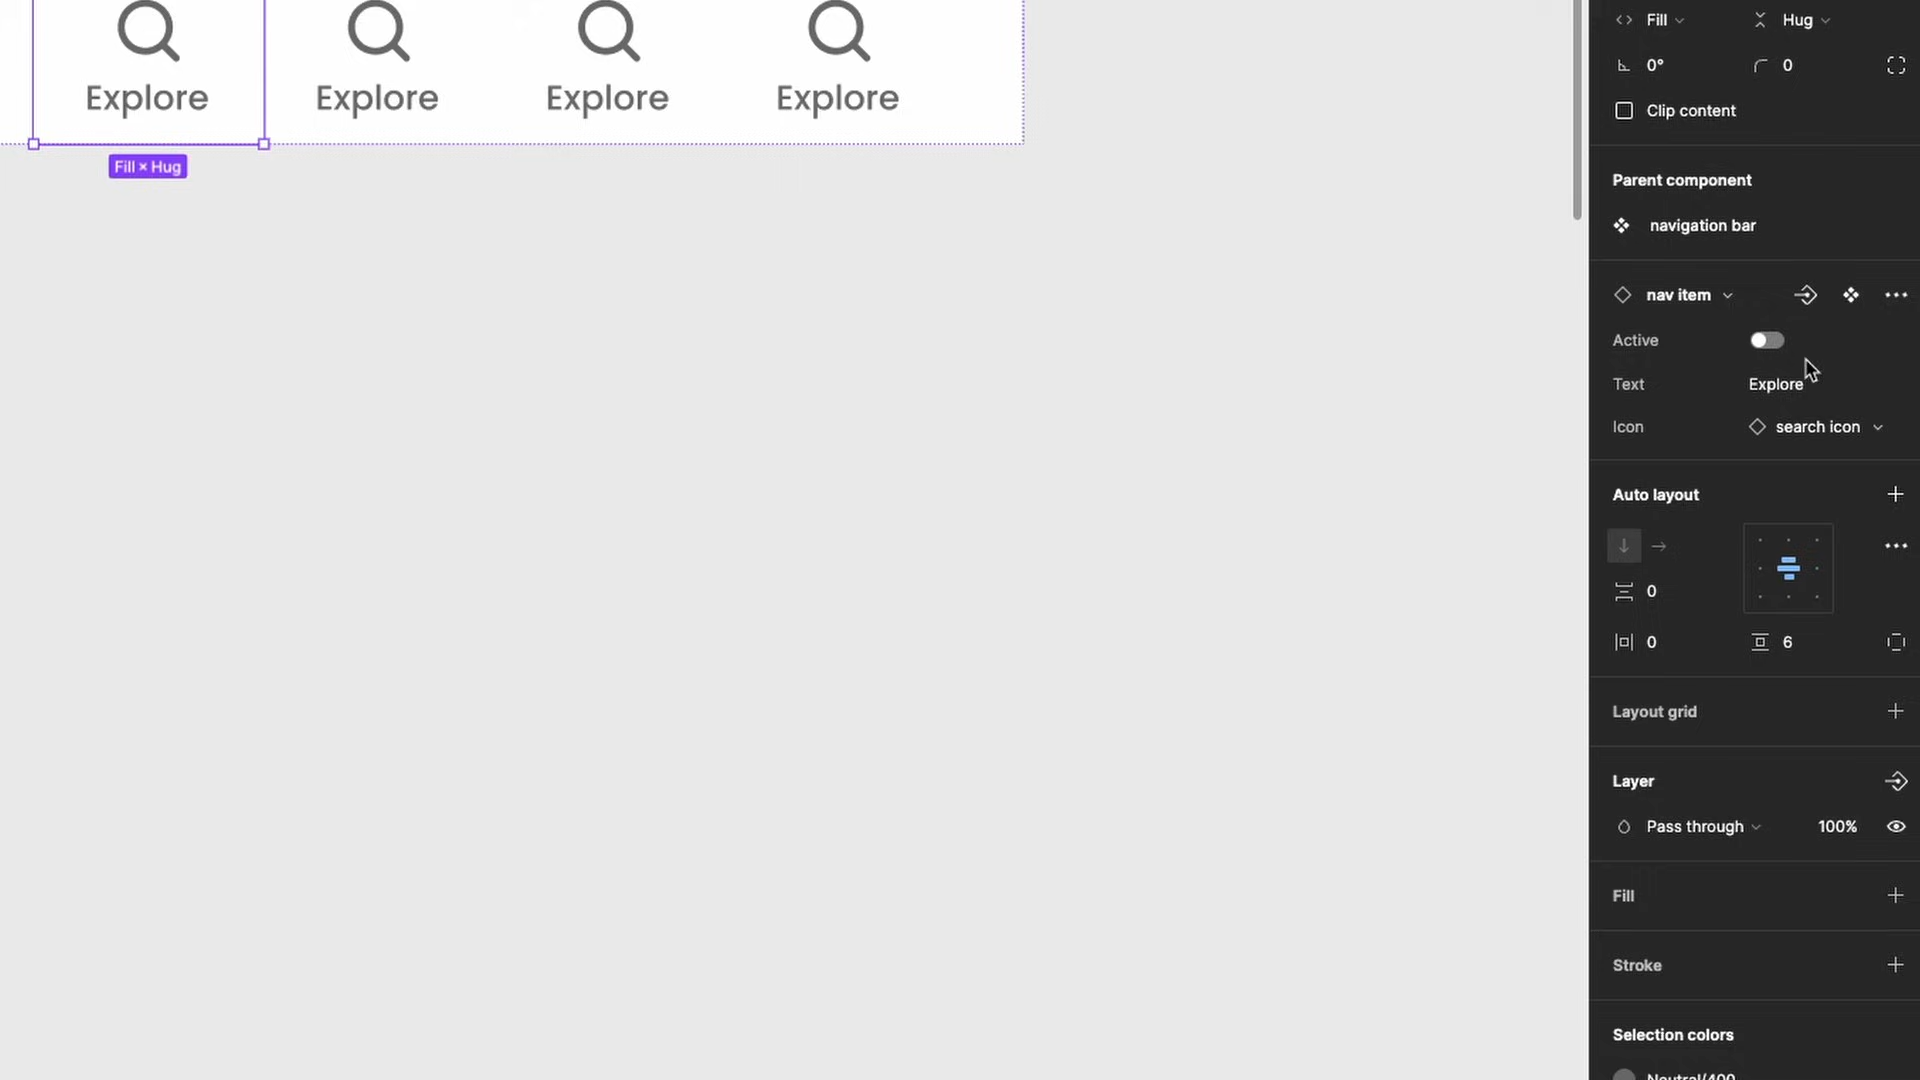 Explore Explore Explore Explore
Fill × Hug
Fill Hug
0° 0
Clip content
Parent component
navigation bar
nav item
Active
Text Explore
Icon search icon
Auto layout
0
0 6
Layout grid
Layer
Pass through 100%
Fill
Stroke
Selection colors
Neutral/400